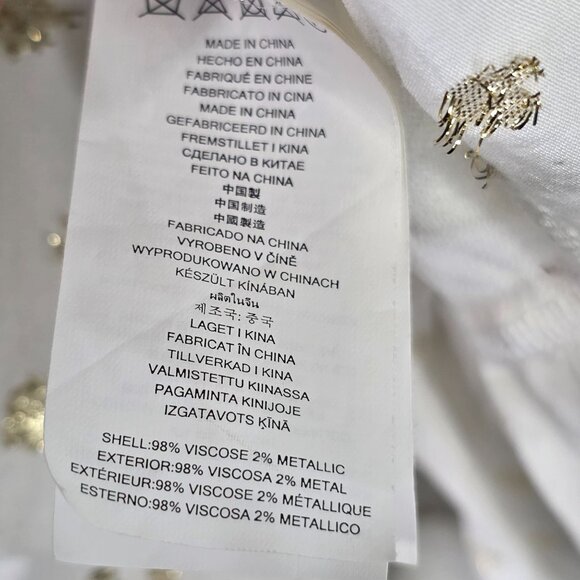 MADE IN CHINA
HECHO EN CHINA
FABRIQUÉ EN CHINE
FABBRICATO IN CINA
MADE IN CHINA
GEFABRICEERD IN CHINA
FREMSTILLET I KINA
СДЕЛАНО В КИТАЕ
FEITO NA CHINA
中国製
中国制造
中國製造
FABRICADO NA CHINA
VYROBENO V ČÍNĚ
WYPRODUKOWANO W CHINACH
KÉSZÜLT KÍNÁBAN
ผลิตในจีน
제조국: 중국
LAGET I KINA
FABRICAT ÎN CHINA
TILLVERKAD I KINA
VALMISTETTU KIINASSA
PAGAMINTA KINIJOJE
IZGATAVOTS ĶĪNĀ
SHELL:98% VISCOSE 2% METALLIC
EXTERIOR:98% VISCOSA 2% METAL
EXTÉRIEUR:98% VISCOSE 2% MÉTALLIQUE
ESTERNO:98% VISCOSA 2% METALLICO